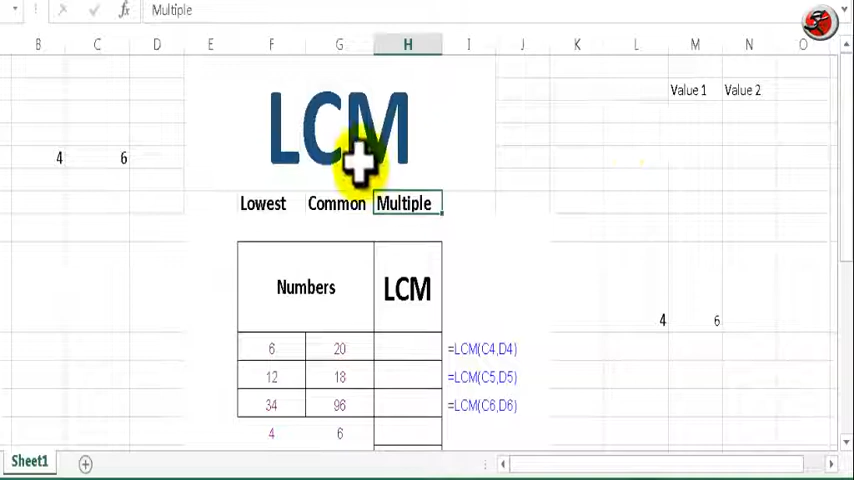 fx Multiple
B C D E F G H I J K L M N O
Value 1 Value 2
LCM
4 6
Lowest Common Multiple
Numbers LCM
4 6
6 20 =LCM(C4,D4)
12 18 =LCM(C5,D5)
34 96 =LCM(C6,D6)
4 6
Sheet1